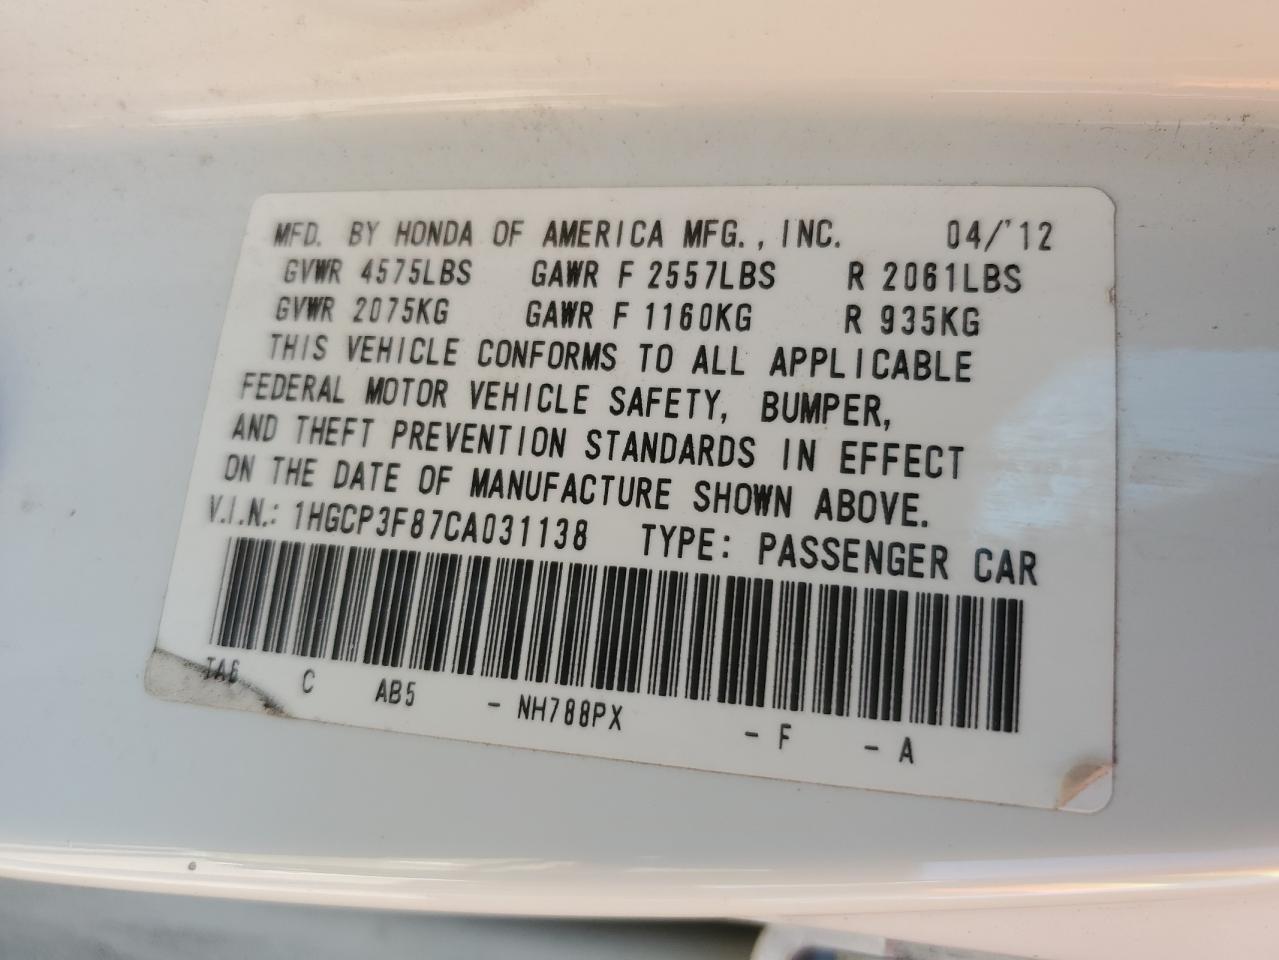 MFD. BY HONDA OF AMERICA MFG., INC. 04/'12
GVWR 4575LBS GAWR F 2557LBS R 2061LBS
GVWR 2075KG GAWR F 1160KG R 935KG
THIS VEHICLE CONFORMS TO ALL APPLICABLE
FEDERAL MOTOR VEHICLE SAFETY, BUMPER,
AND THEFT PREVENTION STANDARDS IN EFFECT
ON THE DATE OF MANUFACTURE SHOWN ABOVE.
V.I.N.: 1HGCP3F87CA031138 TYPE: PASSENGER CAR
TA6 C AB5 - NH788PX - F - A